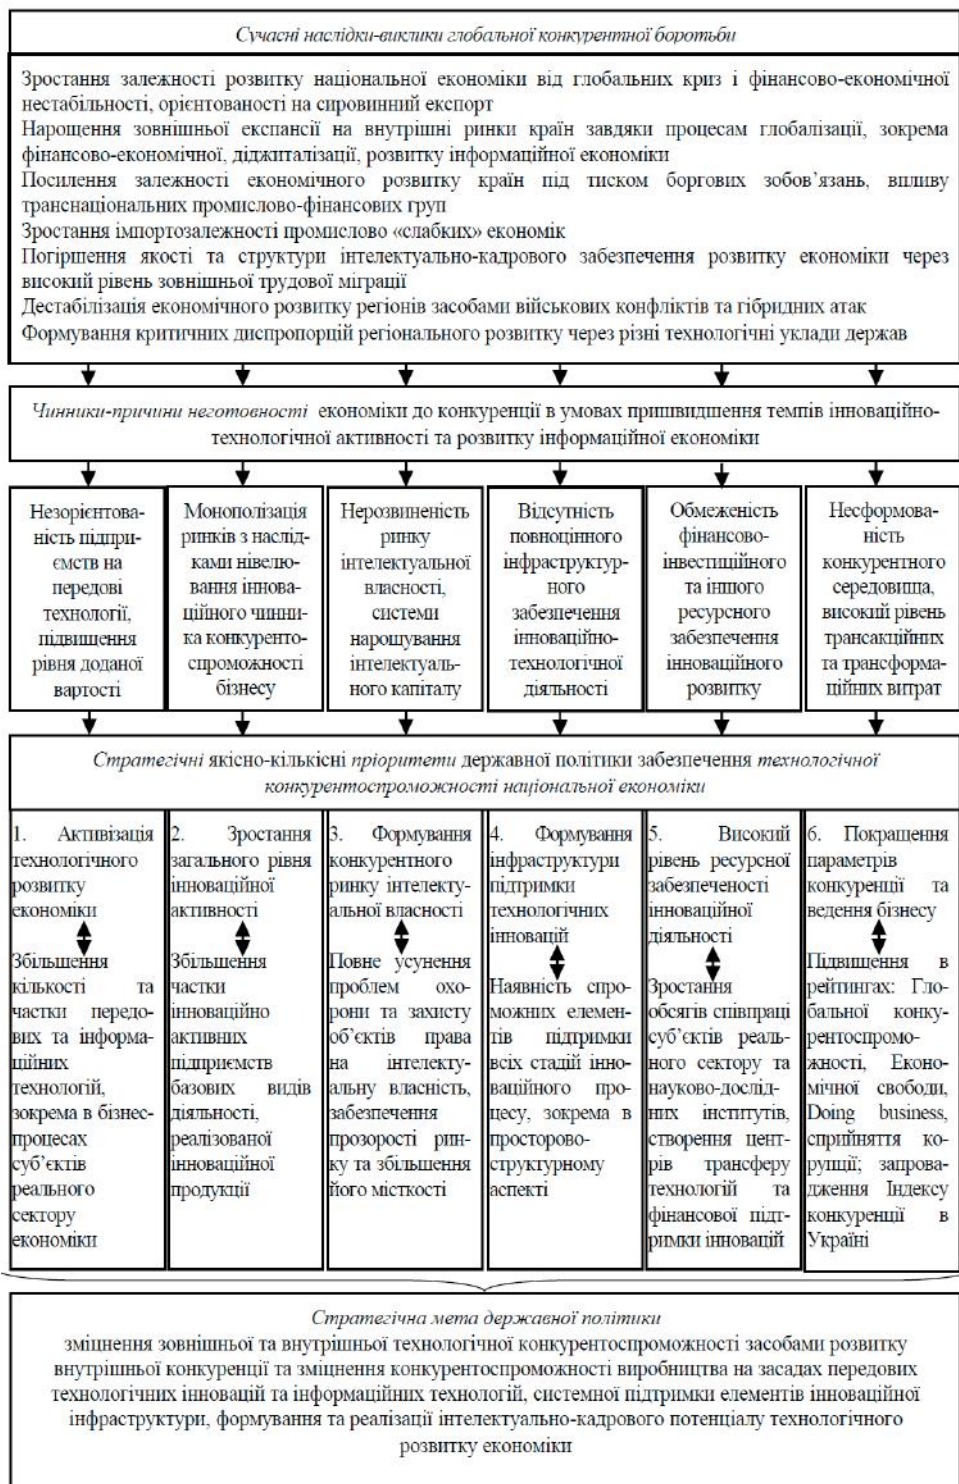 Сучасні наслідки-виклики глобальної конкурентної боротьби
Зростання залежності розвитку національної економіки від глобальних криз і фінансово-економічної
нестабільності, орієнтованості на сировинний експорт
Нарощення зовнішньої експансії на внутрішні ринки країн завдяки процесам глобалізації, зокрема
фінансово-економічної, діджиталізації, розвитку інформаційної економіки
Посилення залежності економічного розвитку країн під тиском боргових зобов’язань, впливу
транснаціональних промислово-фінансових груп
Зростання імпортозалежності промислово «слабких» економік
Погіршення якості та структури інтелектуально-кадрового забезпечення розвитку економіки через
високий рівень зовнішньої трудової міграції
Дестабілізація економічного розвитку регіонів засобами військових конфліктів та гібридних атак
Формування критичних диспропорцій регіонального розвитку через різні технологічні уклади держав
Чинники-причини неготовності економіки до конкуренції в умовах пришвидшення темпів інноваційно-
технологічної активності та розвитку інформаційної економіки
Незорієнтова-
ність підпри-
ємств на
передові
технології,
підвищення
рівня доданої
вартості
Монополізація
ринків з наслід-
ками нівелю-
вання інно-
ваційного чинни-
ка конкуренто-
спроможності
бізнесу
Нерозвиненість
ринку
інтелектуальної
власності,
системи
нарошування
інтелектуаль-
ного капіталу
Відсутність
повноцінного
інфраструктур-
ного
забезпечення
інноваційно-
технологічної
діяльності
Обмеженість
фінансово-
інвестиційного
та іншого
ресурсного
забезпечення
інноваційного
розвитку
Несформова-
ність
конкурентного
середовища,
високий рівень
трансакційних
та трансформа-
ційних витрат
Стратегічні якісно-кількісні пріоритети державної політики забезпечення технологічної
конкурентоспроможності національної економіки
1. Активізація
технологічного
розвитку
економіки
Збільшення
кількості та
частки передо-
вих та інформа-
ційних
технологій,
зокрема в бізнес-
процесах
суб’єктів
реального
сектору
економіки
2. Зростання
загального рівня
інноваційної
активності
Збільшення
частки
інноваційно
активних
підприємств
базових видів
діяльності,
реалізованої
інноваційної
продукції
3. Формування
конкурентного
ринку інтелекту-
альної власності
Повне усунення
проблем охо-
рони та захисту
об’єктів права
на інтелекту-
альну власність,
забезпечення
прозорості рин-
ку та збільшення
його місткості
4. Формування
інфраструктури
підтримки
технологічних
інновацій
Наявність спро-
можних елемен-
тів підтримки
всіх стадій інно-
ваційного про-
цесу, зокрема в
просторово-
структурному
аспекті
5. Високий
рівень ресурсної
забезпеченості
інноваційної
діяльності
Зростання
обсягів співпраці
суб’єктів реаль-
ного сектору та
науково-дослід-
них інститутів,
створення цент-
рів трансферу
технологій та
фінансової підт-
римки інновацій
6. Покращення
параметрів
конкуренції та
ведення бізнесу
Підвищення в
рейтингах: Гло-
бальної конку-
рентоспромо-
жності, Еконо-
мічної свободи,
Doing business,
сприйняття ко-
рупції; запрова-
дження Індексу
конкуренції в
Україні
Стратегічна мета державної політики
зміцнення зовнішньої та внутрішньої технологічної конкурентоспроможності засобами розвитку
внутрішньої конкуренції та зміцнення конкурентоспроможності виробництва на засадах передових
технологічних інновацій та інформаційних технологій, системної підтримки елементів інноваційної
інфраструктури, формування та реалізації інтелектуально-кадрового потенціалу технологічного
розвитку економіки